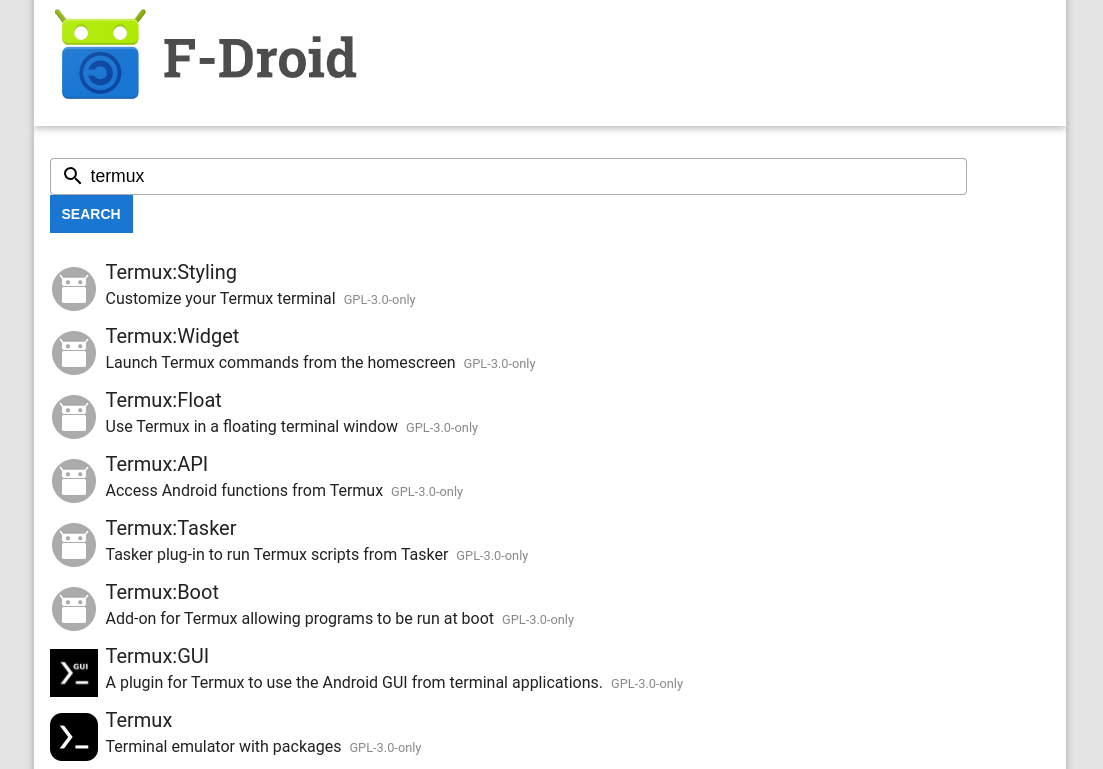 F-Droid
termux
SEARCH
Termux:Styling
Customize your Termux terminal GPL-3.0-only
Termux:Widget
Launch Termux commands from the homescreen GPL-3.0-only
Termux:Float
Use Termux in a floating terminal window GPL-3.0-only
Termux:API
Access Android functions from Termux GPL-3.0-only
Termux:Tasker
Tasker plug-in to run Termux scripts from Tasker GPL-3.0-only
Termux:Boot
Add-on for Termux allowing programs to be run at boot GPL-3.0-only
GUI
Termux:GUI
A plugin for Termux to use the Android GUI from terminal applications. GPL-3.0-only
Termux
Terminal emulator with packages GPL-3.0-only